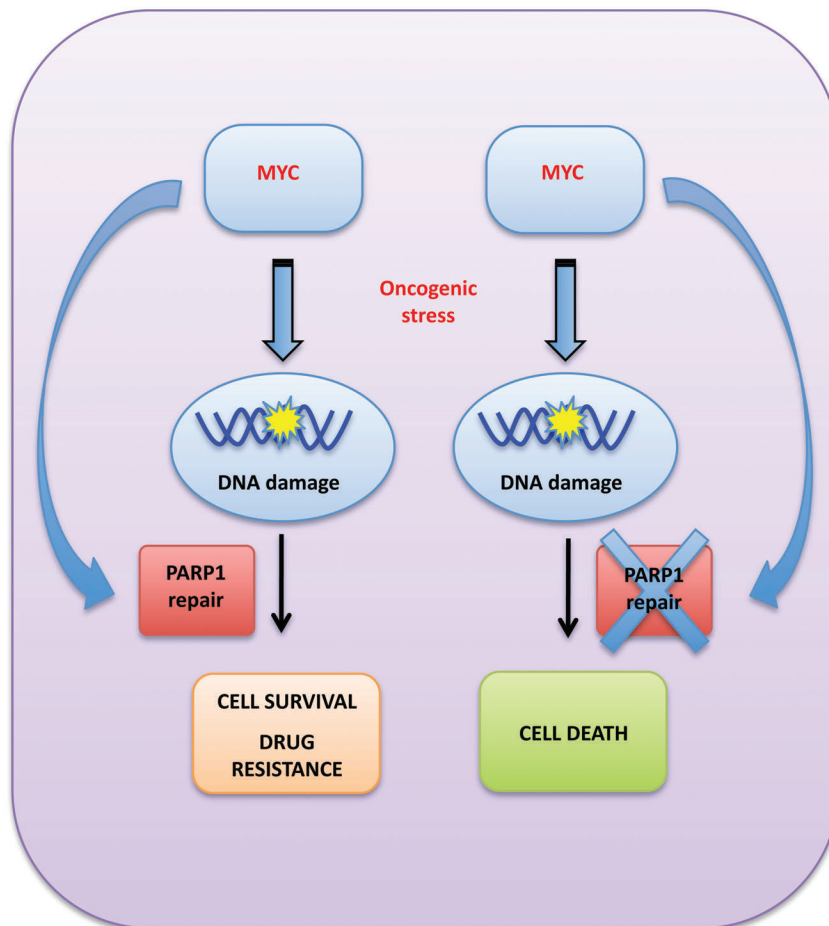 MYC
MYC
Oncogenic
stress
DNA damage
DNA damage
PARP1
repair
PARP1
repair
CELL SURVIVAL
DRUG
RESISTANCE
CELL DEATH